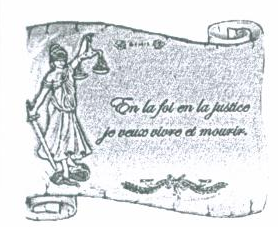 En la foi en la justice
je veux vivre et mourir.